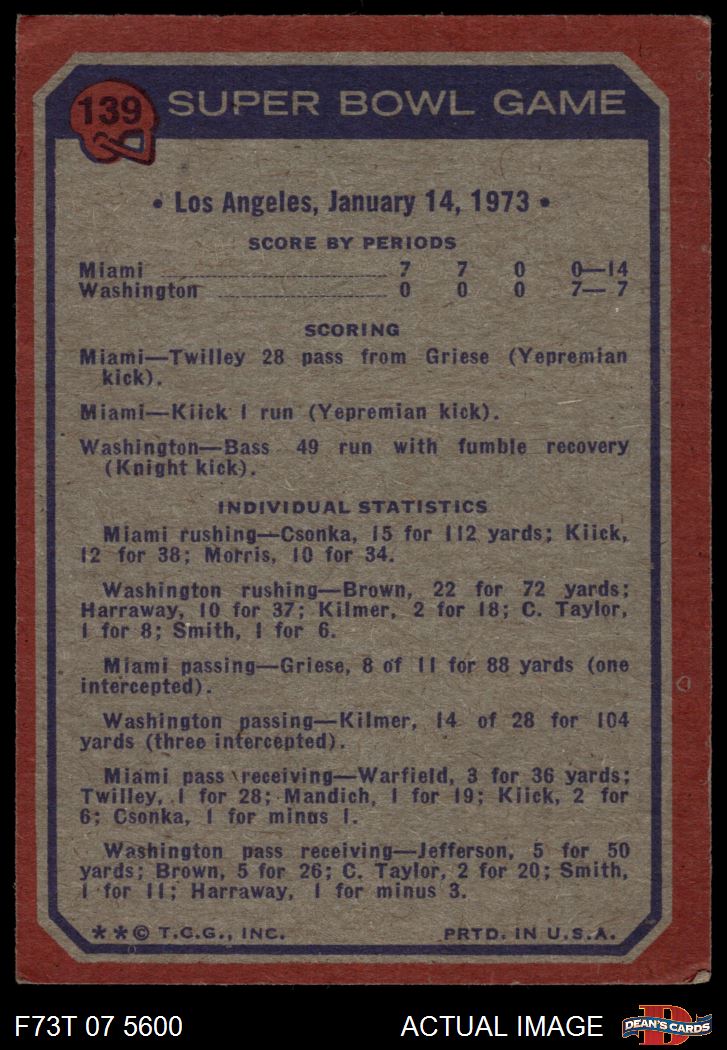 139 SUPER BOWL GAME
• Los Angeles, January 14, 1973 •
SCORE BY PERIODS
Miami ........................ 7 7 0 0—14
Washington ........................ 0 0 0 7— 7
SCORING
Miami—Twilley 28 pass from Griese (Yepremian
kick).
Miami—Kiick 1 run (Yepremian kick).
Washington—Bass 49 run with fumble recovery
(Knight kick).
INDIVIDUAL STATISTICS
Miami rushing—Csonka, 15 for 112 yards; Kiick,
12 for 38; Morris, 10 for 34.
Washington rushing—Brown, 22 for 72 yards;
Harraway, 10 for 37; Kilmer, 2 for 18; C. Taylor,
1 for 8; Smith, 1 for 6.
Miami passing—Griese, 8 of 11 for 88 yards (one
intercepted).
Washington passing—Kilmer, 14 of 28 for 104
yards (three intercepted).
Miami pass receiving—Warfield, 3 for 36 yards;
Twilley, 1 for 28; Mandich, 1 for 19; Kiick, 2 for
6; Csonka, 1 for minus 1.
Washington pass receiving—Jefferson, 5 for 50
yards; Brown, 5 for 26; C. Taylor, 2 for 20; Smith,
1 for 11; Harraway, 1 for minus 3.
**© T.C.G., INC. PRTD. IN U.S.A.
F73T 07 5600 ACTUAL IMAGE D DEAN'S CARDS